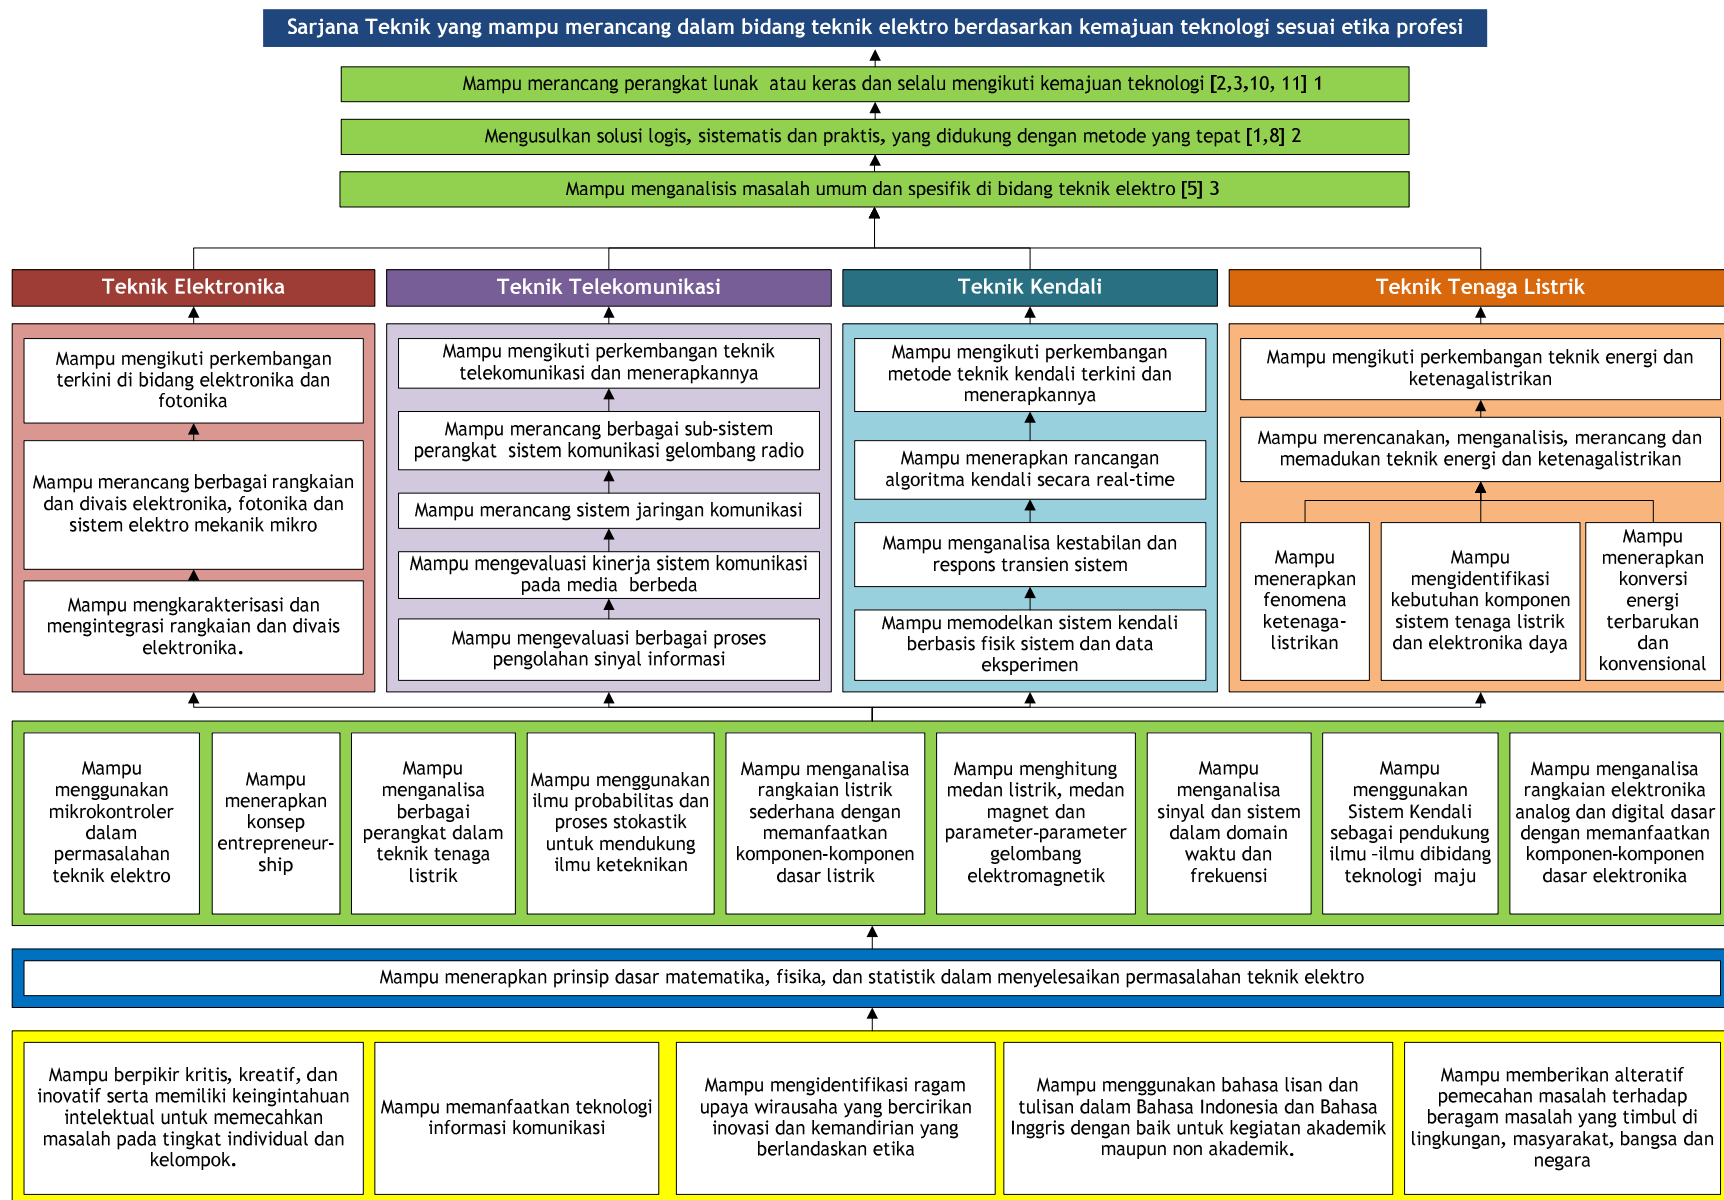 Sarjana Teknik yang mampu merancang dalam bidang teknik elektro berdasarkan kemajuan teknologi sesuai etika profesi
Mampu merancang perangkat lunak atau keras dan selalu mengikuti kemajuan teknologi [2,3,10, 11] 1
Mengusulkan solusi logis, sistematis dan praktis, yang didukung dengan metode yang tepat [1,8] 2
Mampu menganalisis masalah umum dan spesifik di bidang teknik elektro [5] 3
Teknik Elektronika
Mampu mengikuti perkembangan
terkini di bidang elektronika dan
fotonika
Mampu merancang berbagai rangkaian
dan divais elektronika, fotonika dan
sistem elektro mekanik mikro
Mampu mengkarakterisasi dan
mengintegrasi rangkaian dan divais
elektronika.
Teknik Telekomunikasi
Mampu mengikuti perkembangan teknik
telekomunikasi dan menerapkannya
Mampu merancang berbagai sub-sistem
perangkat sistem komunikasi gelombang radio
Mampu merancang sistem jaringan komunikasi
Mampu mengevaluasi kinerja sistem komunikasi
pada media berbeda
Mampu mengevaluasi berbagai proses
pengolahan sinyal informasi
Teknik Kendali
Mampu mengikuti perkembangan
metode teknik kendali terkini dan
menerapkannya
Mampu menerapkan rancangan
algoritma kendali secara real-time
Mampu menganalisa kestabilan dan
respons transien sistem
Mampu memodelkan sistem kendali
berbasis fisik sistem dan data
eksperimen
Teknik Tenaga Listrik
Mampu mengikuti perkembangan teknik energi dan
ketenagalistrikan
Mampu merencanakan, menganalisis, merancang dan
memadukan teknik energi dan ketenagalistrikan
Mampu
menerapkan
fenomena
ketenaga-
listrikan
Mampu
mengidentifikasi
kebutuhan komponen
sistem tenaga listrik
dan elektronika daya
Mampu
menerapkan
konversi
energi
terbarukan
dan
konvensional
Mampu
menggunakan
mikrokontroler
dalam
permasalahan
teknik elektro
Mampu
menerapkan
konsep
entrepreneur-
ship
Mampu
menganalisa
berbagai
perangkat dalam
teknik tenaga
listrik
Mampu menggunakan
ilmu probabilitas dan
proses stokastik
untuk mendukung
ilmu keteknikan
Mampu menganalisa
rangkaian listrik
sederhana dengan
memanfaatkan
komponen-komponen
dasar listrik
Mampu menghitung
medan listrik, medan
magnet dan
parameter-parameter
gelombang
elektromagnetik
Mampu
menganalisa
sinyal dan sistem
dalam domain
waktu dan
frekuensi
Mampu
menggunakan
Sistem Kendali
sebagai pendukung
ilmu -ilmu dibidang
teknologi maju
Mampu menganalisa
rangkaian elektronika
analog dan digital dasar
dengan memanfaatkan
komponen-komponen
dasar elektronika
Mampu menerapkan prinsip dasar matematika, fisika, dan statistik dalam menyelesaikan permasalahan teknik elektro
Mampu berpikir kritis, kreatif, dan
inovatif serta memiliki keingintahuan
intelektual untuk memecahkan
masalah pada tingkat individual dan
kelompok.
Mampu memanfaatkan teknologi
informasi komunikasi
Mampu mengidentifikasi ragam
upaya wirausaha yang bercirikan
inovasi dan kemandirian yang
berlandaskan etika
Mampu menggunakan bahasa lisan dan
tulisan dalam Bahasa Indonesia dan Bahasa
Inggris dengan baik untuk kegiatan akademik
maupun non akademik.
Mampu memberikan alteratif
pemecahan masalah terhadap
beragam masalah yang timbul di
lingkungan, masyarakat, bangsa dan
negara